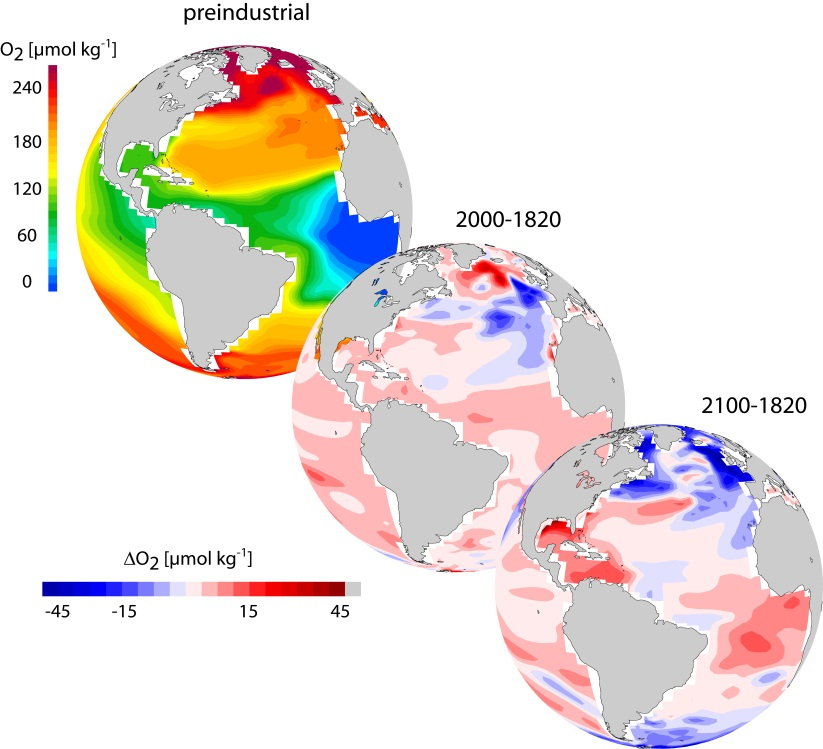 preindustrial
O₂ [µmol kg⁻¹]
240
180
120
60
0
2000-1820
2100-1820
ΔO₂ [µmol kg⁻¹]
-45 -15 15 45